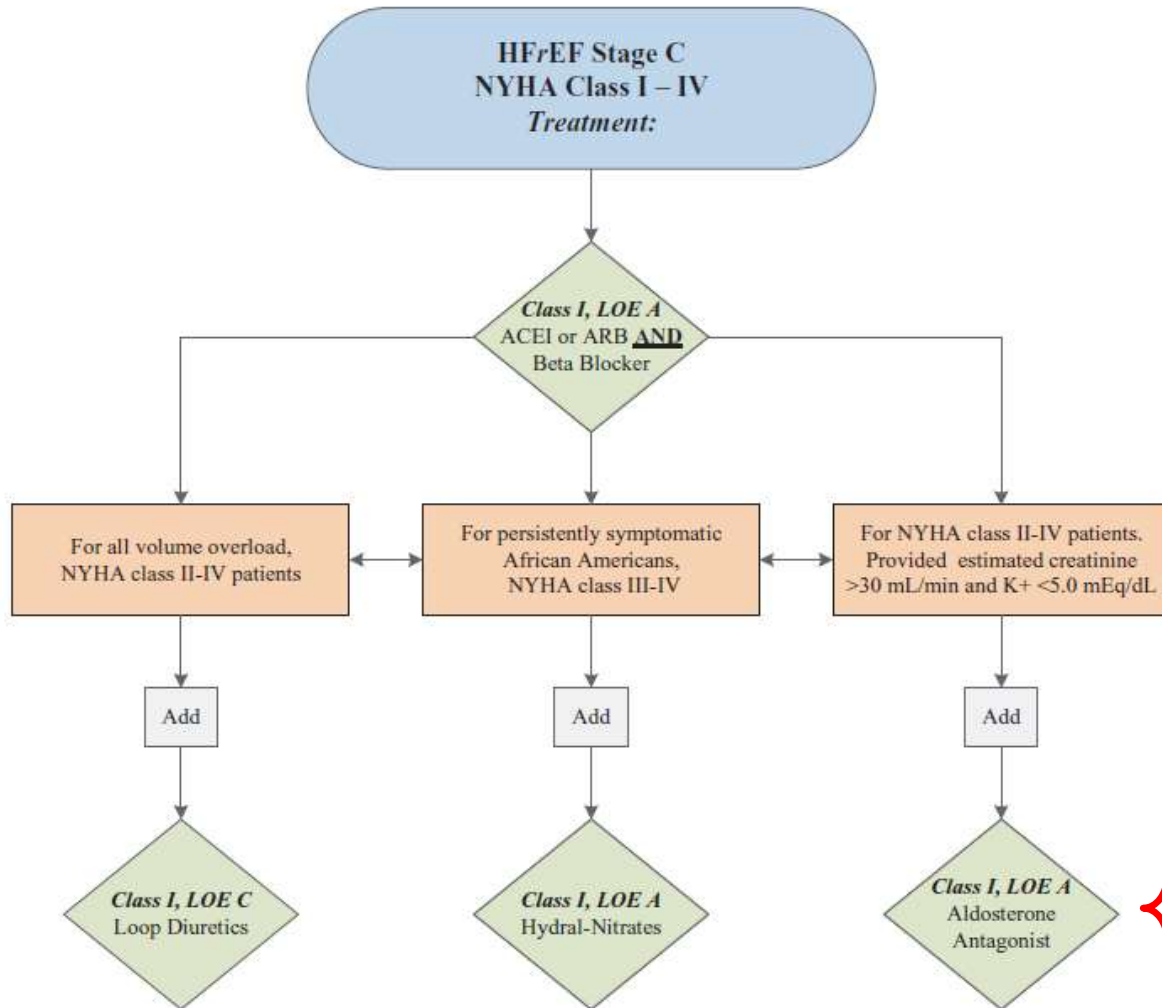 HFrEF Stage C
NYHA Class I – IV
Treatment:
Class I, LOE A
ACEI or ARB AND
Beta Blocker
For all volume overload,
NYHA class II-IV patients
For persistently symptomatic
African Americans,
NYHA class III-IV
For NYHA class II-IV patients.
Provided estimated creatinine
>30 mL/min and K+ <5.0 mEq/dL
Add
Add
Add
Class I, LOE C
Loop Diuretics
Class I, LOE A
Hydral-Nitrates
Class I, LOE A
Aldosterone
Antagonist